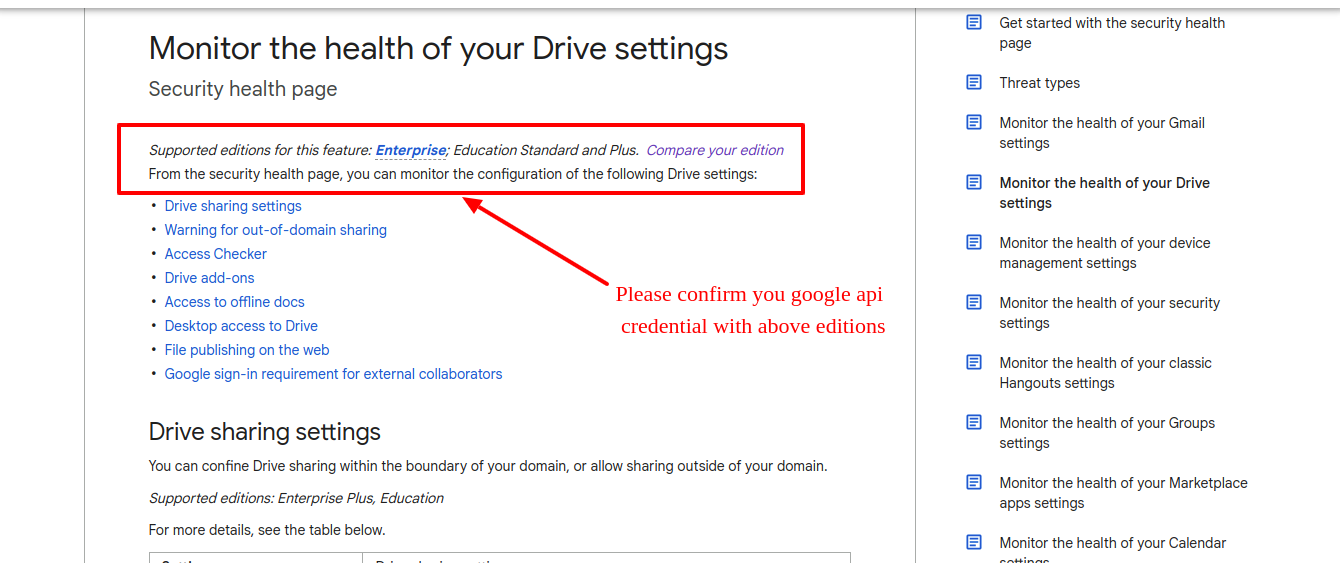 Monitor the health of your Drive settings
Security health page
Supported editions for this feature: Enterprise; Education Standard and Plus. Compare your edition
From the security health page, you can monitor the configuration of the following Drive settings:
• Drive sharing settings
• Warning for out-of-domain sharing
• Access Checker
• Drive add-ons
• Access to offline docs
• Desktop access to Drive
• File publishing on the web
• Google sign-in requirement for external collaborators
Please confirm you google api
credential with above editions
Drive sharing settings
You can confine Drive sharing within the boundary of your domain, or allow sharing outside of your domain.
Supported editions: Enterprise Plus, Education
For more details, see the table below.
Get started with the security health
page
Threat types
Monitor the health of your Gmail
settings
Monitor the health of your Drive
settings
Monitor the health of your device
management settings
Monitor the health of your security
settings
Monitor the health of your classic
Hangouts settings
Monitor the health of your Groups
settings
Monitor the health of your Marketplace
apps settings
Monitor the health of your Calendar